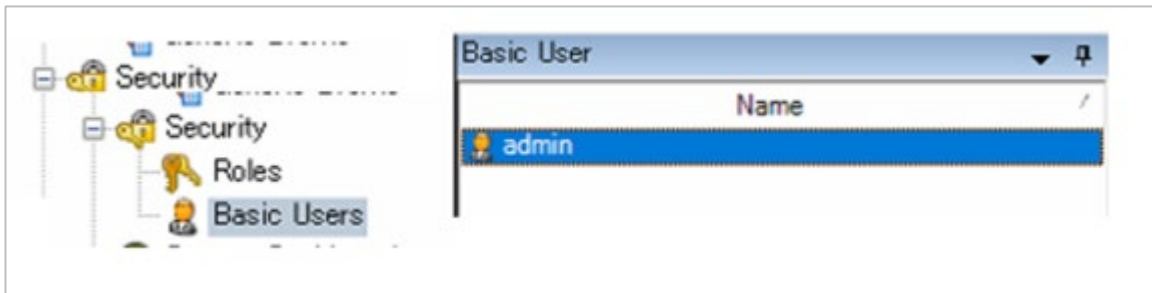 Security
Security
Roles
Basic Users
Basic User
Name
admin